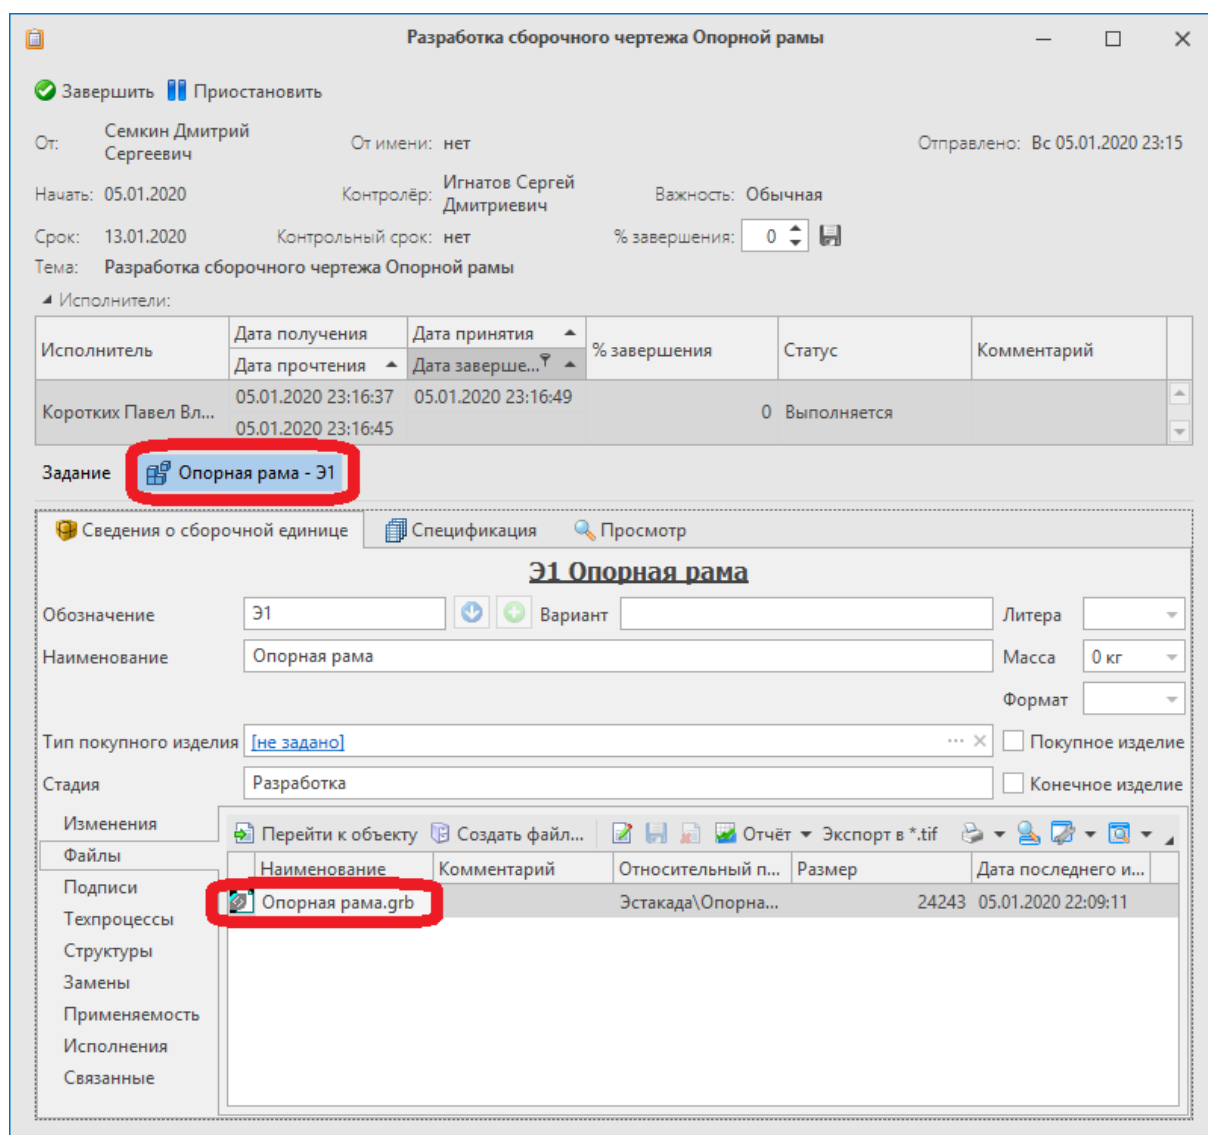 Разработка сборочного чертежа Опорной рамы
Завершить Приостановить
От: Семкин Дмитрий Сергеевич От имени: нет Отправлено: Вс 05.01.2020 23:15
Начать: 05.01.2020 Контролёр: Игнатов Сергей Дмитриевич Важность: Обычная
Срок: 13.01.2020 Контрольный срок: нет % завершения: 0
Тема: Разработка сборочного чертежа Опорной рамы
Исполнители:
Исполнитель Дата получения Дата принятия % завершения Статус Комментарий
Дата прочтения Дата заверше...
Коротких Павел Вл... 05.01.2020 23:16:37 05.01.2020 23:16:49 0 Выполняется
05.01.2020 23:16:45
Задание Опорная рама - Э1
Сведения о сборочной единице Спецификация Просмотр
Э1 Опорная рама
Обозначение Э1 Вариант Литера
Наименование Опорная рама Масса 0 кг
Формат
Тип покупного изделия [не задано] ... Покупное изделие
Стадия Разработка Конечное изделие
Изменения
Файлы
Подписи
Техпроцессы
Структуры
Замены
Применяемость
Исполнения
Связанные
Перейти к объекту Создать файл... Отчёт Экспорт в *.tif
Наименование Комментарий Относительный п... Размер Дата последнего и...
Опорная рама.grb Эстакада\Опорна... 24243 05.01.2020 22:09:11